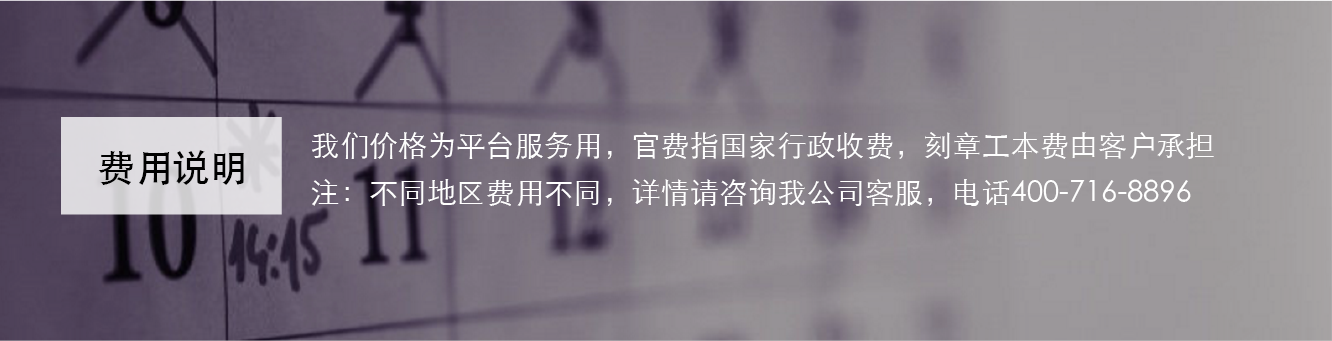 费用说明
我们价格为平台服务用，官费指国家行政收费，刻章工本费由客户承担
注：不同地区费用不同，详情请咨询我公司客服，电话400-716-8896
10
14:15
11
12